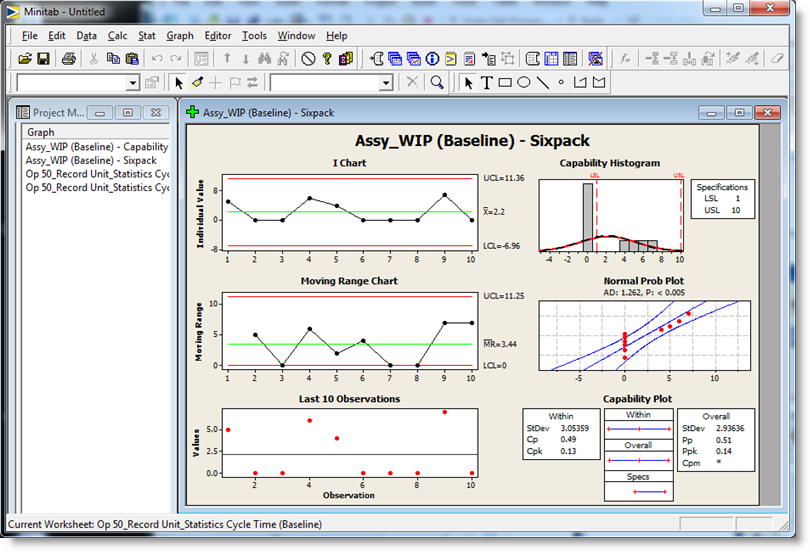 Minitab - Untitled
File Edit Data Calc Stat Graph Editor Tools Window Help
Project M...
Graph
Assy_WIP (Baseline) - Capability
Assy_WIP (Baseline) - Sixpack
Op 50_Record Unit_Statistics Cyc
Op 50_Record Unit_Statistics Cyc
Assy_WIP (Baseline) - Sixpack
Assy_WIP (Baseline) - Sixpack
I Chart
Individual Value
8
0
-8
1 2 3 4 5 6 7 8 9 10
UCL=11.36
X=2.2
LCL=-6.96
Capability Histogram
LSL USL
-4 -2 0 2 4 6 8 10
Specifications
LSL 1
USL 10
Moving Range Chart
Moving Range
10
5
0
1 2 3 4 5 6 7 8 9 10
UCL=11.25
MR=3.44
LCL=0
Normal Prob Plot
AD: 1.262, P: < 0.005
-5 0 5 10
Last 10 Observations
Values
5.0
2.5
0.0
2 4 6 8 10
Observation
Capability Plot
Within
StDev 3.05359
Cp 0.49
Cpk 0.13
Within
Overall
Specs
Overall
StDev 2.93636
Pp 0.51
Ppk 0.14
Cpm *
Current Worksheet: Op 50_Record Unit_Statistics Cycle Time (Baseline)